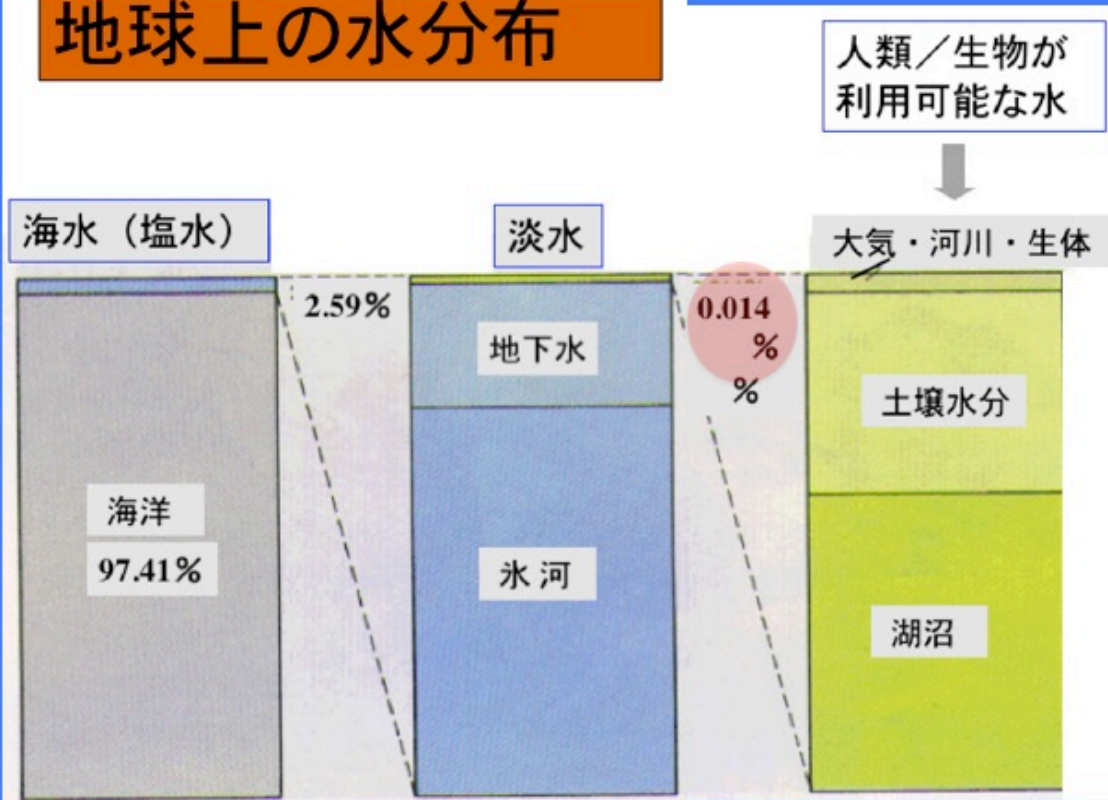 地球上の水分布
人類／生物が
利用可能な水
海水（塩水）
淡水
大気・河川・生体
2.59%
0.014
%
%
地下水
土壌水分
海洋
97.41%
氷河
湖沼